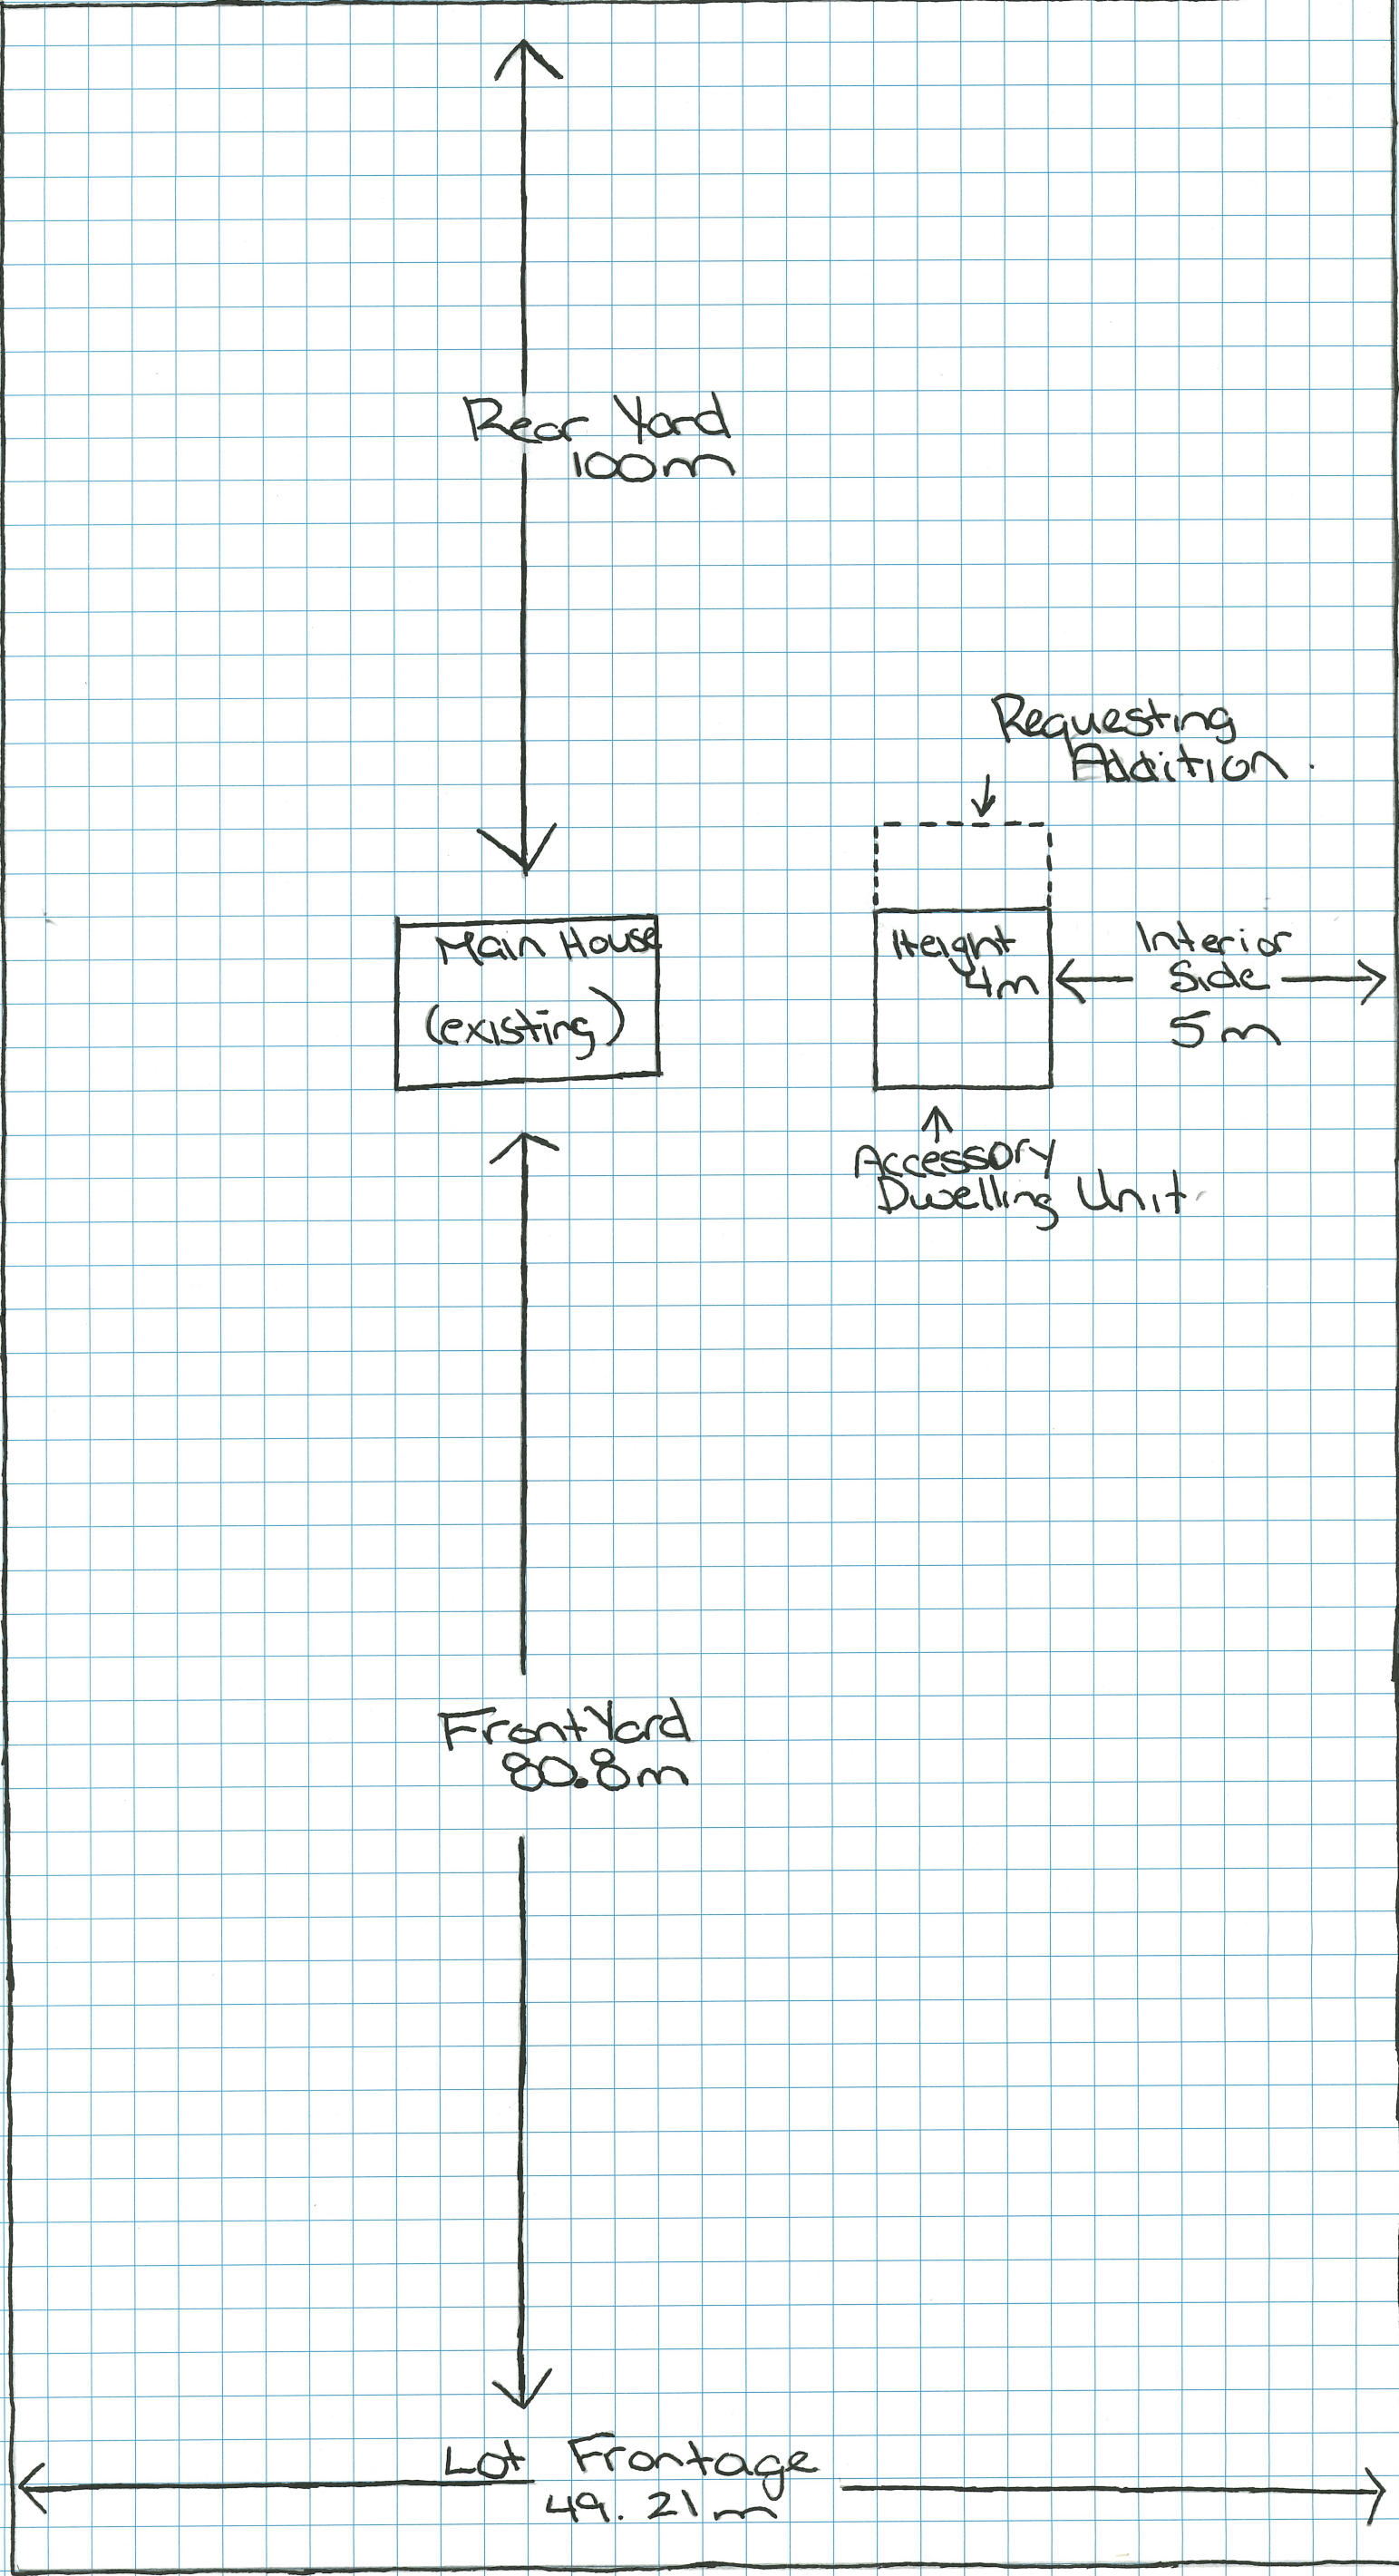 Rear Yard
100m
Requesting
Addition.
Main House
(existing)
Height
4m
Interior
Side
5m
Accessory
Dwelling Unit
Front Yard
80.8m
Lot Frontage
49.21m